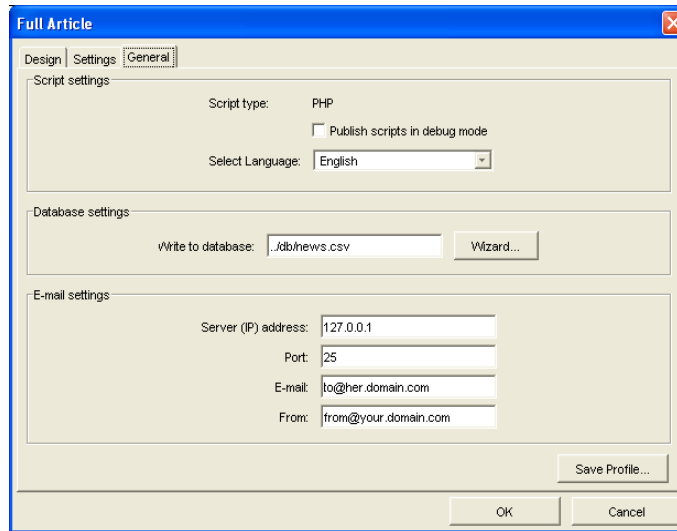 Full Article
Design Settings General
Script settings
Script type: PHP
Publish scripts in debug mode
Select Language: English
Database settings
Write to database: ../db/news.csv Wizard...
E-mail settings
Server (IP) address: 127.0.0.1
Port: 25
E-mail: to@her.domain.com
From: from@your.domain.com
Save Profile...
OK Cancel